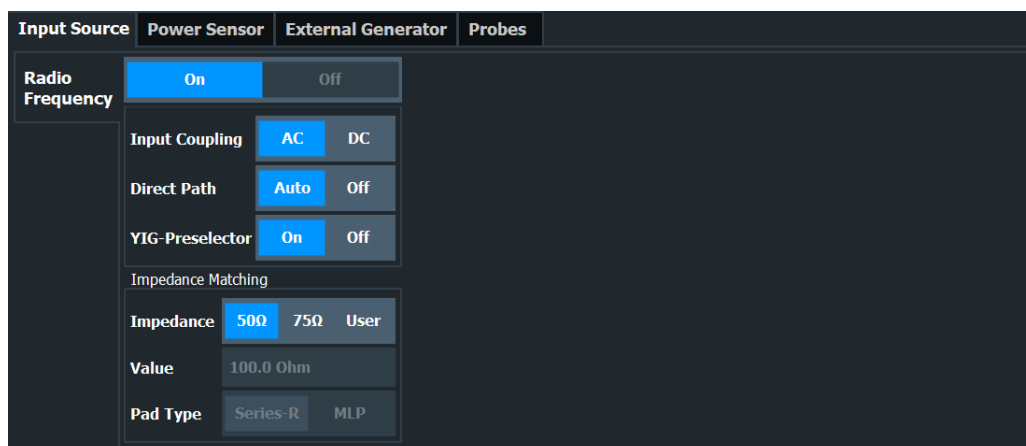 Input Source Power Sensor External Generator Probes
Radio Frequency On Off
Input Coupling AC DC
Direct Path Auto Off
YIG-Preselector On Off
Impedance Matching
Impedance 50Ω 75Ω User
Value 100.0 Ohm
Pad Type Series-R MLP